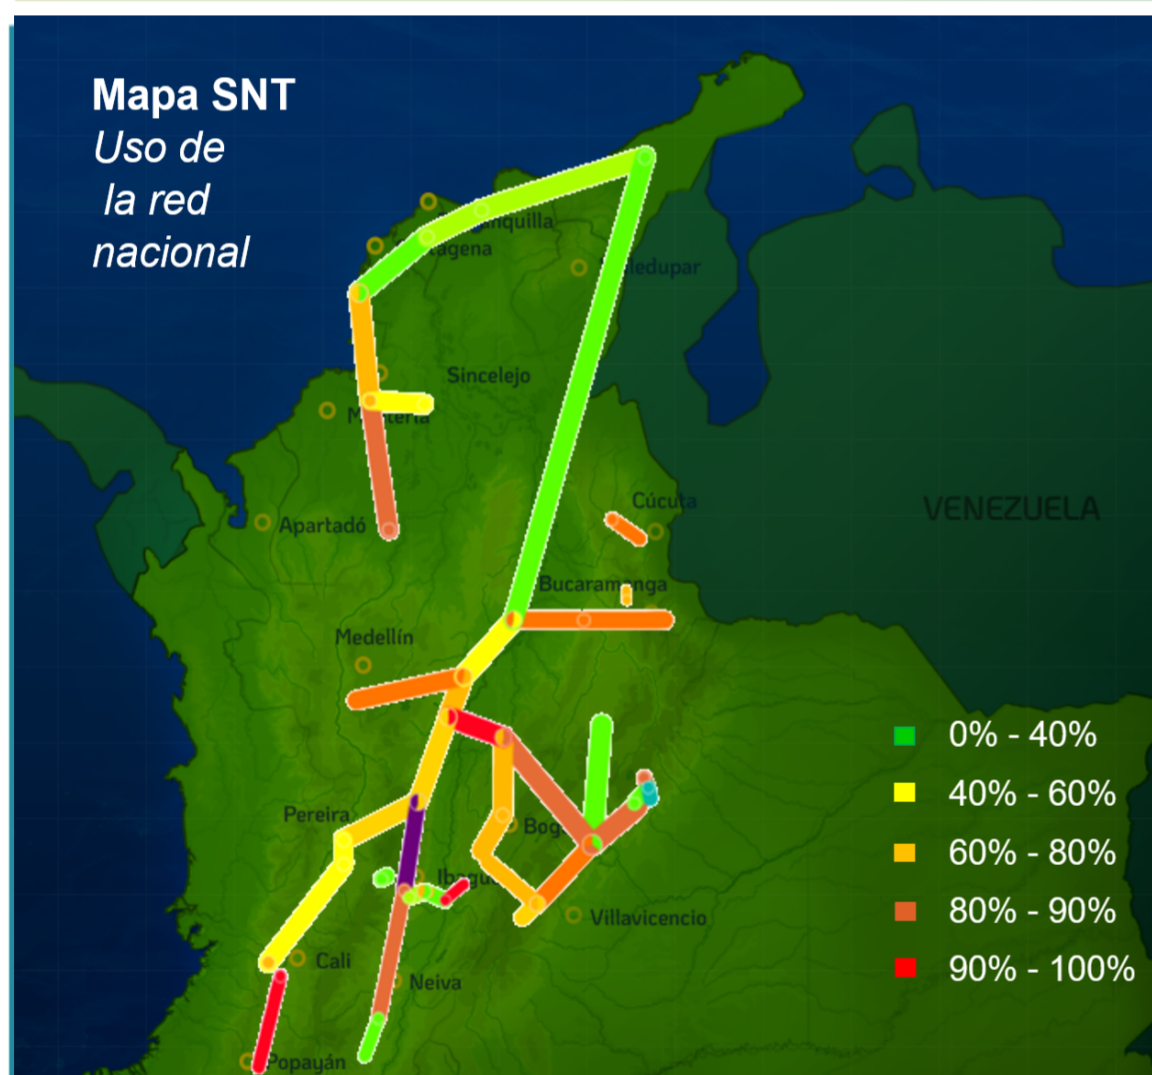 Mapa SNT
Uso de
la red
nacional
Sincelejo
Cúcuta
VENEZUELA
Apartadó
Bucaramanga
Medellín
0% - 40%
40% - 60%
Pereira
60% - 80%
80% - 90%
Villavicencio
Cali
90% - 100%
Neiva
Popayán